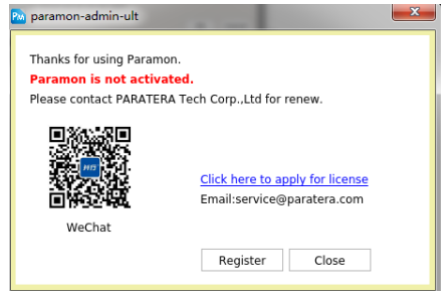 paramon-admin-ult
Thanks for using Paramon.
Paramon is not activated.
Please contact PARATERA Tech Corp.,Ltd for renew.
Click here to apply for license
Email:service@paratera.com
WeChat
Register
Close